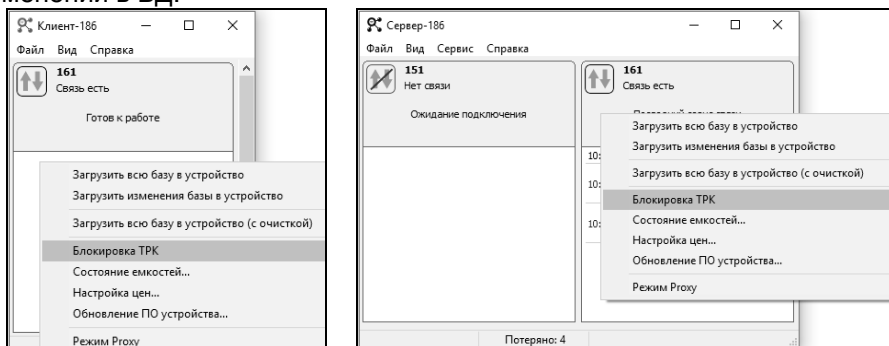 Клиент-186
Файл Вид Справка
161
Связь есть
Готов к работе
Загрузить всю базу в устройство
Загрузить изменения базы в устройство
Загрузить всю базу в устройство (с очисткой)
Блокировка ТРК
Состояние емкостей...
Настройка цен...
Обновление ПО устройства...
Режим Proxy
Сервер-186
Файл Вид Сервис Справка
151
Нет связи
Ожидание подключения
161
Связь есть
10:
10:
10:
Загрузить всю базу в устройство
Загрузить изменения базы в устройство
Загрузить всю базу в устройство (с очисткой)
Блокировка ТРК
Состояние емкостей...
Настройка цен...
Обновление ПО устройства...
Режим Proxy
Потеряно: 4